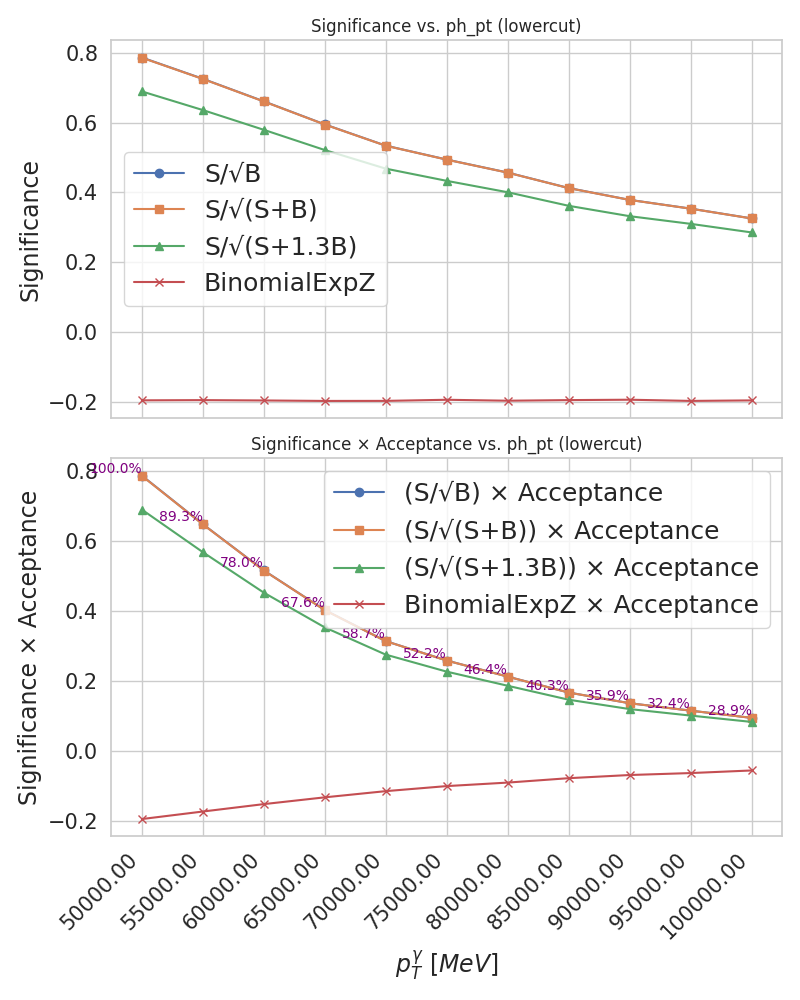 Significance vs. ph_pt (lowercut)
Significance
0.8
0.6
0.4
0.2
0.0
−0.2
S/√B
S/√(S+B)
S/√(S+1.3B)
BinomialExpZ
Significance × Acceptance vs. ph_pt (lowercut)
Significance × Acceptance
0.8
0.6
0.4
0.2
0.0
−0.2
(S/√B) × Acceptance
(S/√(S+B)) × Acceptance
(S/√(S+1.3B)) × Acceptance
BinomialExpZ × Acceptance
100.0%
89.3%
78.0%
67.6%
58.7%
52.2%
46.4%
40.3%
35.9%
32.4%
28.9%
50000.00
55000.00
60000.00
65000.00
70000.00
75000.00
80000.00
85000.00
90000.00
95000.00
100000.00
p_T^γ [MeV]